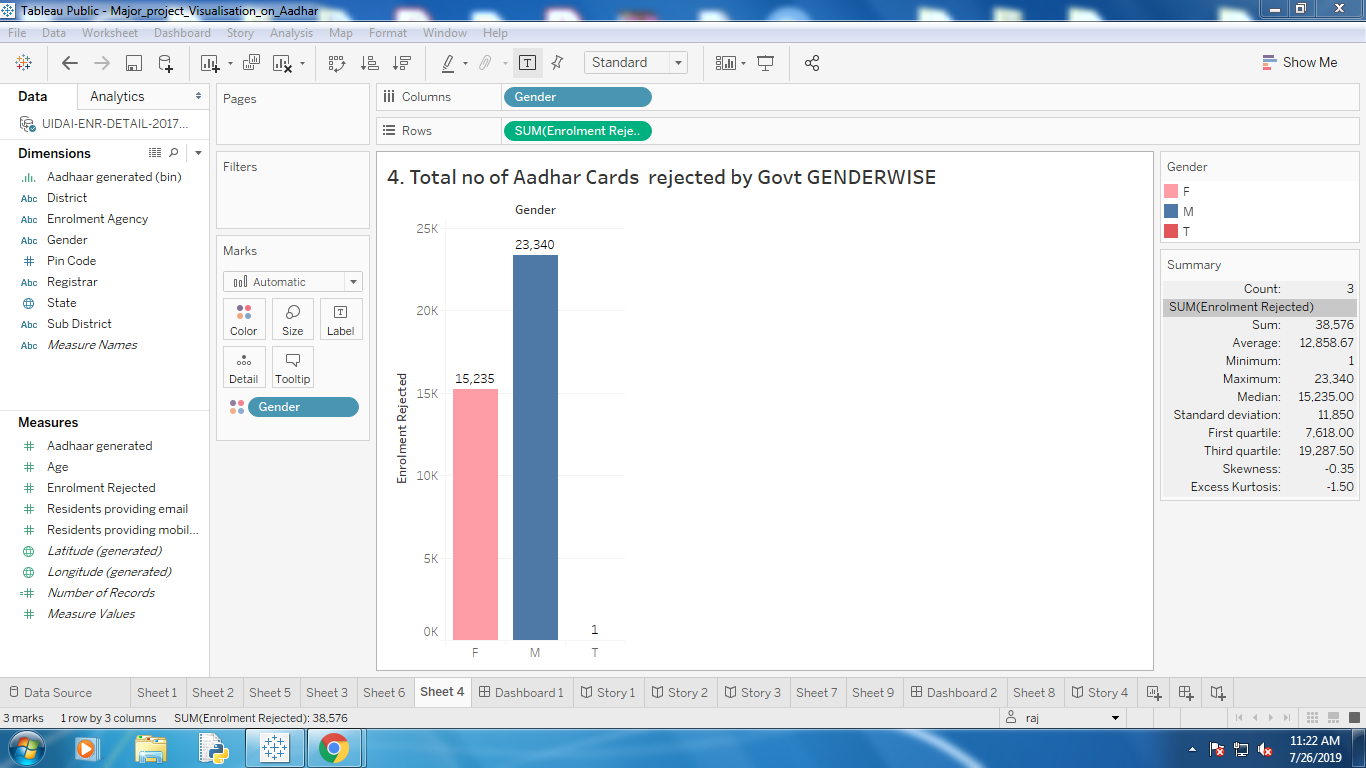 Tableau Public - Major_project_Visualisation_on_Aadhar
File Data Worksheet Dashboard Story Analysis Map Format Window Help
Standard
Show Me
Data Analytics
UIDAI-ENR-DETAIL-2017...
Dimensions
Aadhaar generated (bin)
Abc District
Abc Enrolment Agency
Abc Gender
# Pin Code
Abc Registrar
State
Abc Sub District
Abc Measure Names
Measures
# Aadhaar generated
# Age
# Enrolment Rejected
# Residents providing email
# Residents providing mobil...
Latitude (generated)
Longitude (generated)
=# Number of Records
# Measure Values
Pages
Filters
Marks
Automatic
Color Size Label
Detail Tooltip
Gender
Columns Gender
Rows SUM(Enrolment Reje..
4. Total no of Aadhar Cards  rejected by Govt GENDERWISE
Gender
25K
20K
15K
10K
5K
0K
Enrolment Rejected
15,235
23,340
1
F M T
Gender
F
M
T
Summary
Count: 3
SUM(Enrolment Rejected)
Sum: 38,576
Average: 12,858.67
Minimum: 1
Maximum: 23,340
Median: 15,235.00
Standard deviation: 11,850
First quartile: 7,618.00
Third quartile: 19,287.50
Skewness: -0.35
Excess Kurtosis: -1.50
Data Source Sheet 1 Sheet 2 Sheet 5 Sheet 3 Sheet 6 Sheet 4 Dashboard 1 Story 1 Story 2 Story 3 Sheet 7 Sheet 9 Dashboard 2 Sheet 8 Story 4
3 marks 1 row by 3 columns SUM(Enrolment Rejected): 38,576 raj
11:22 AM
7/26/2019